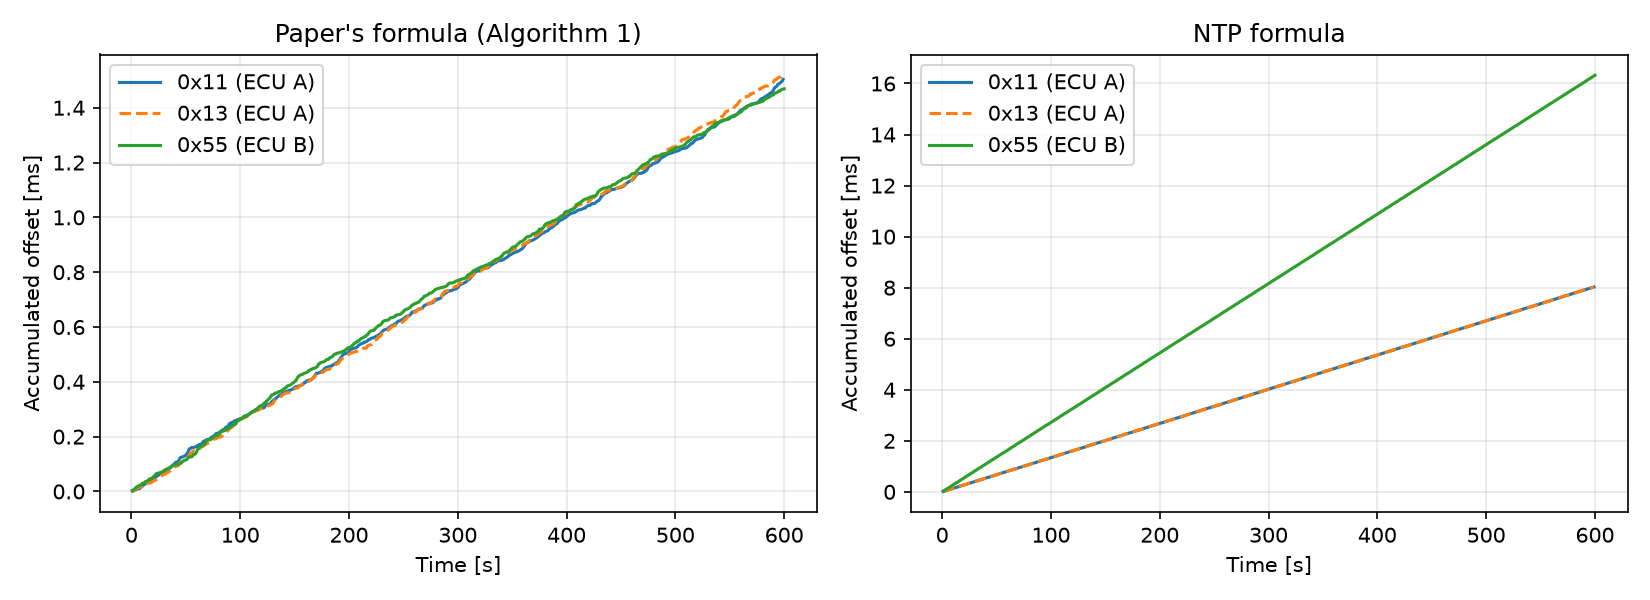 Paper's formula (Algorithm 1)
0x11 (ECU A)
0x13 (ECU A)
0x55 (ECU B)
Accumulated offset [ms]
1.4
1.2
1.0
0.8
0.6
0.4
0.2
0.0
0 100 200 300 400 500 600
Time [s]
NTP formula
0x11 (ECU A)
0x13 (ECU A)
0x55 (ECU B)
Accumulated offset [ms]
16
14
12
10
8
6
4
2
0
0 100 200 300 400 500 600
Time [s]